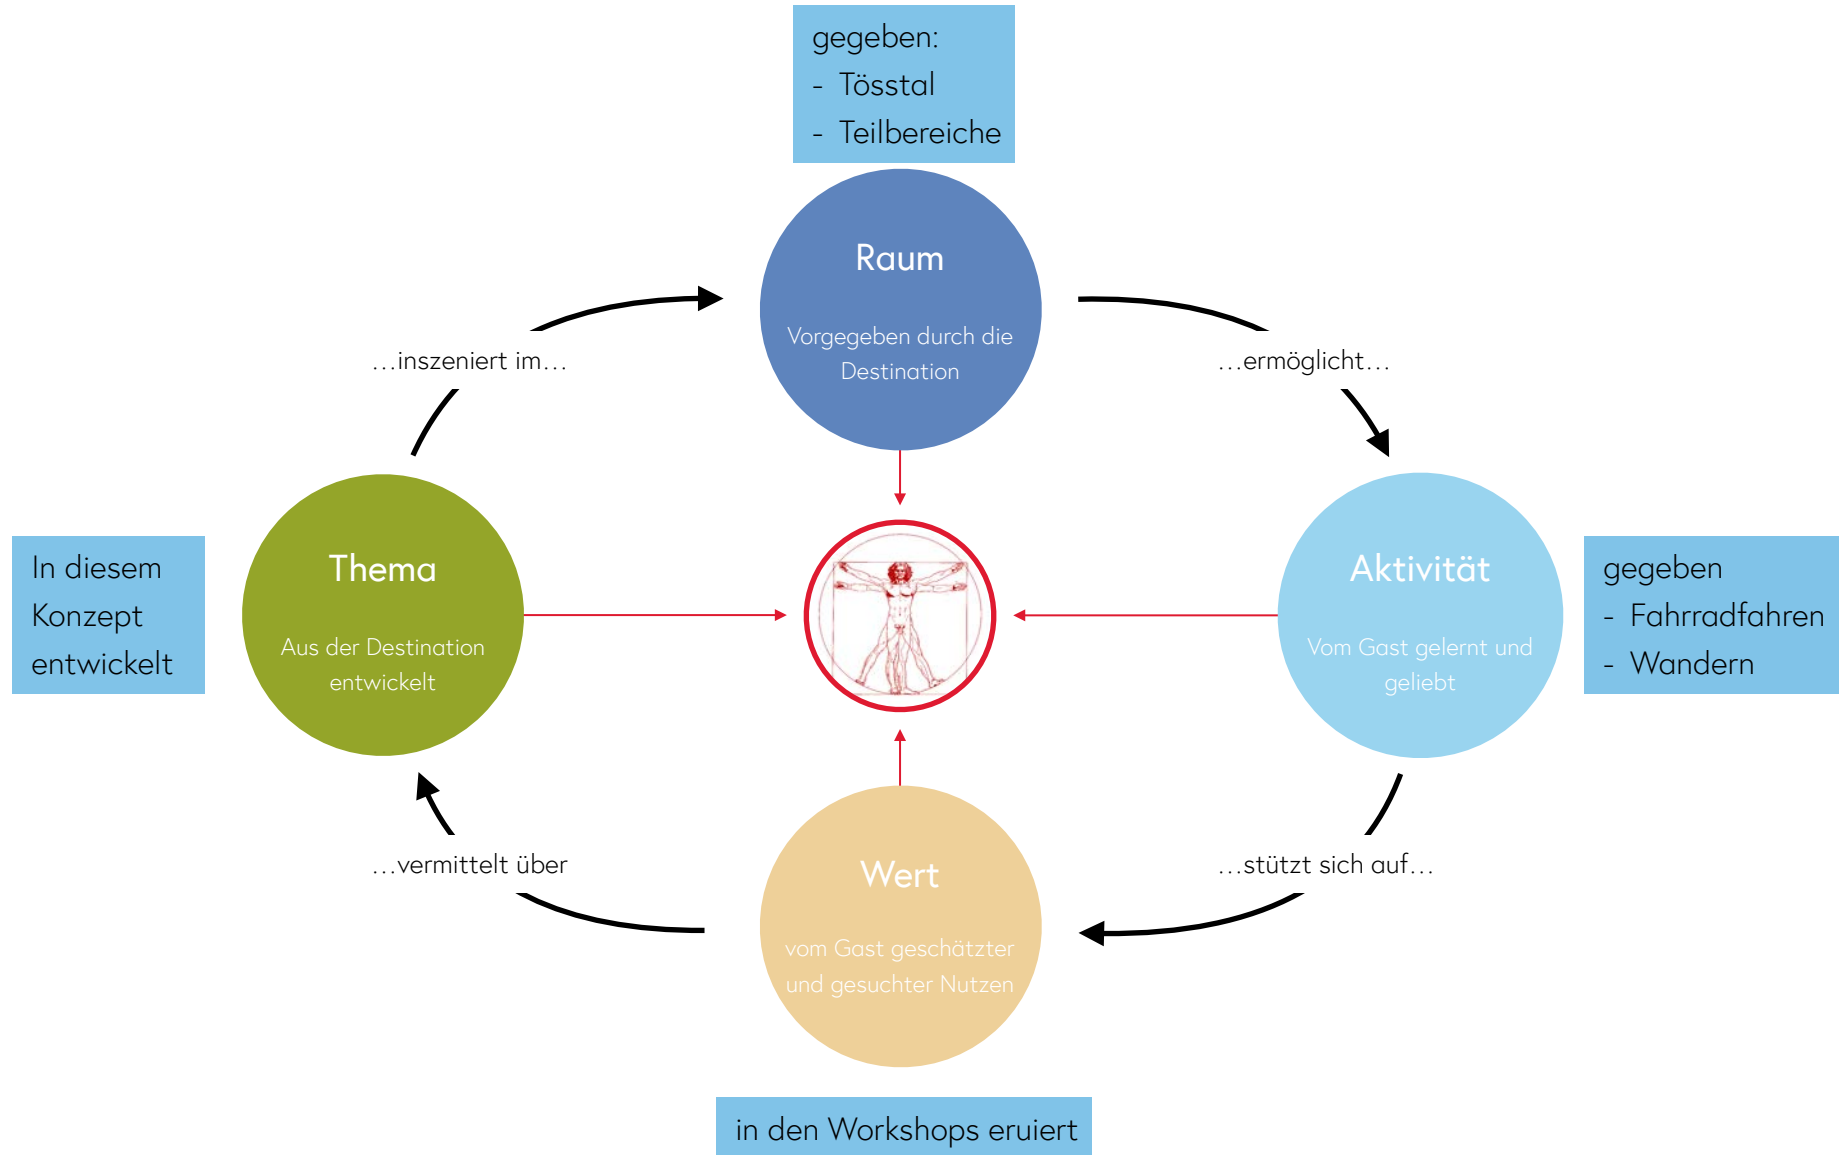 gegeben:
- Tösstal
- Teilbereiche
Raum
Vorgegeben durch die
Destination
…inszeniert im…
…ermöglicht…
In diesem
Konzept
entwickelt
Thema
Aus der Destination
entwickelt
Aktivität
Vom Gast gelernt und
geliebt
gegeben
- Fahrradfahren
- Wandern
…vermittelt über
…stützt sich auf…
Wert
vom Gast geschätzter
und gesuchter Nutzen
in den Workshops eruiert